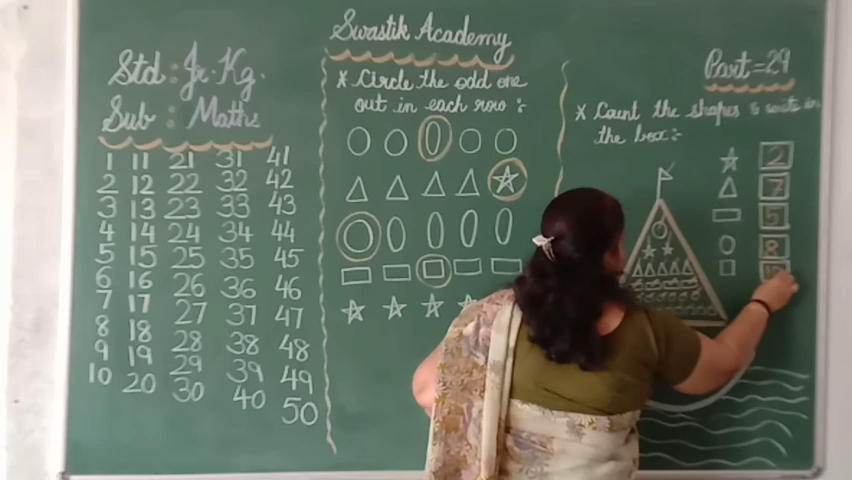 Swastik Academy
Std : Jr. Kg.
Sub : Maths
1 11 21 31 41
2 12 22 32 42
3 13 23 33 43
4 14 24 34 44
5 15 25 35 45
6 16 26 36 46
7 17 27 37 47
8 18 28 38 48
9 19 29 39 49
10 20 30 40 50
* Circle the odd one
out in each row :-
Part=29
* Count the shapes & write in
the box:-
2
7
5
8